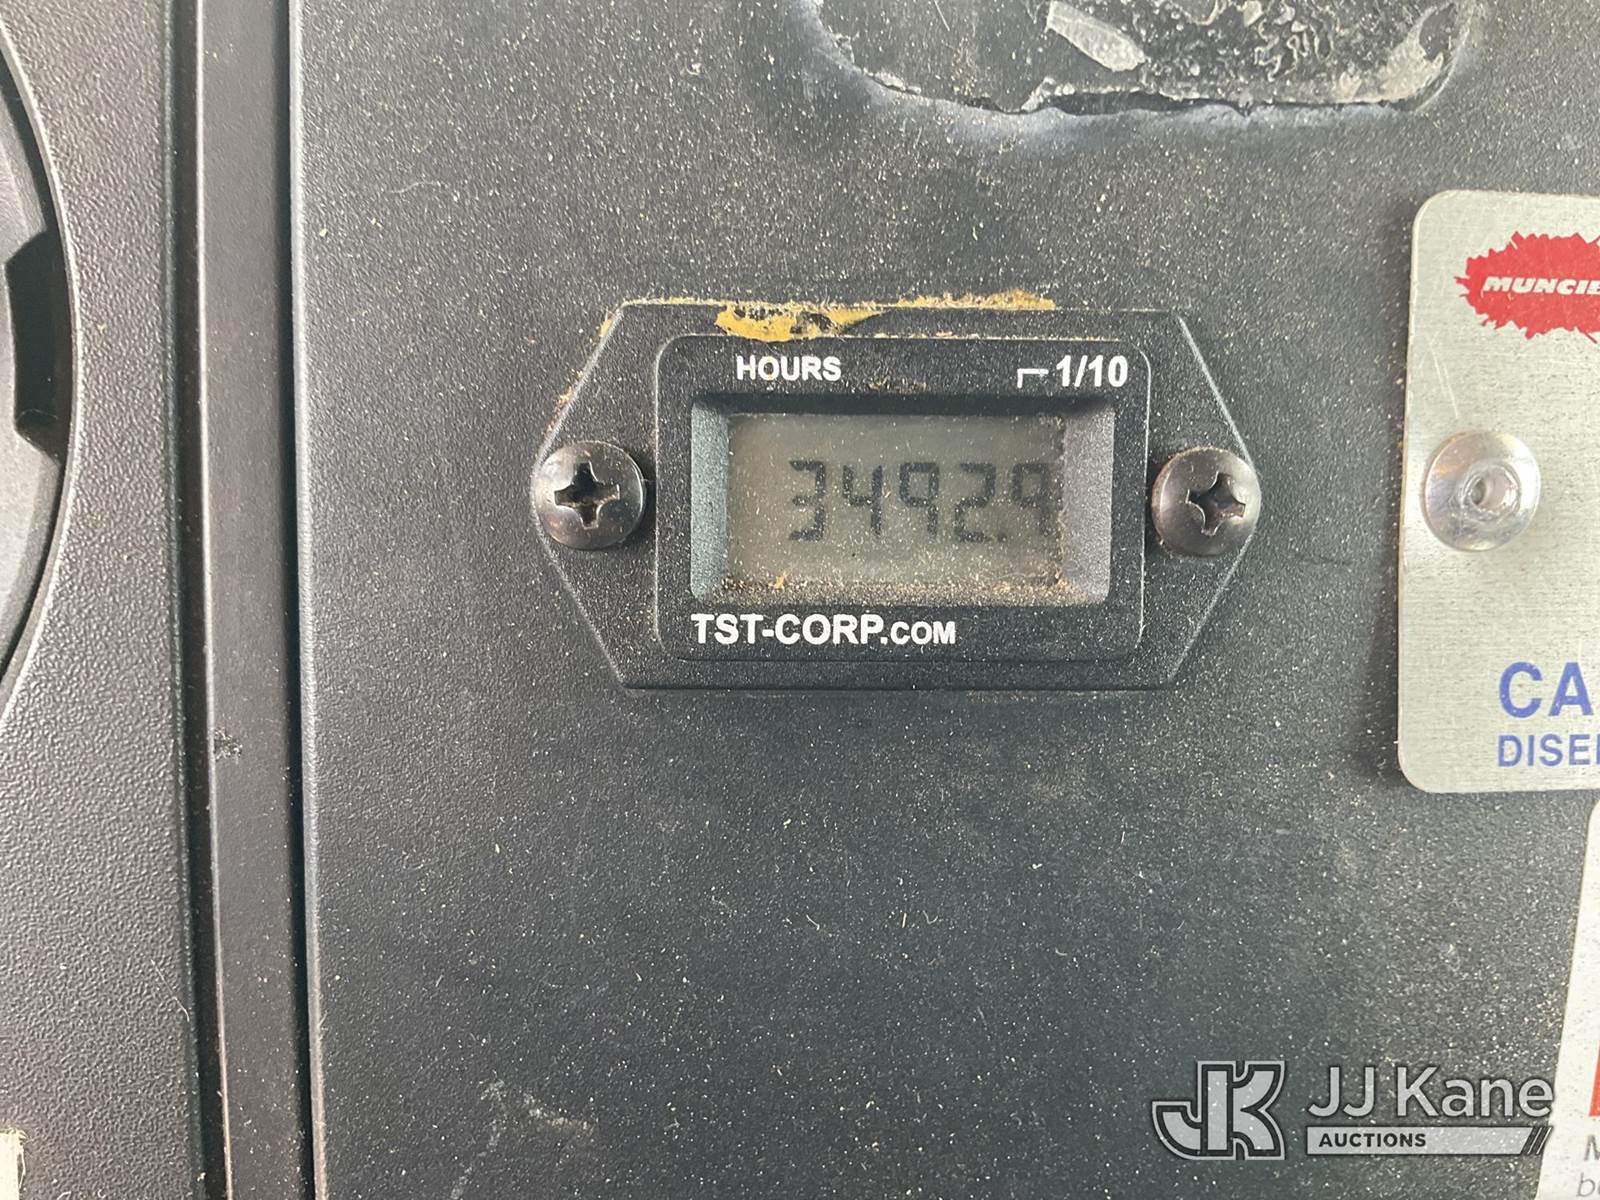 MUNCIE
HOURS
1/10
3492.9
TST-CORP.COM
CA
DISE
JJ Kane
AUCTIONS